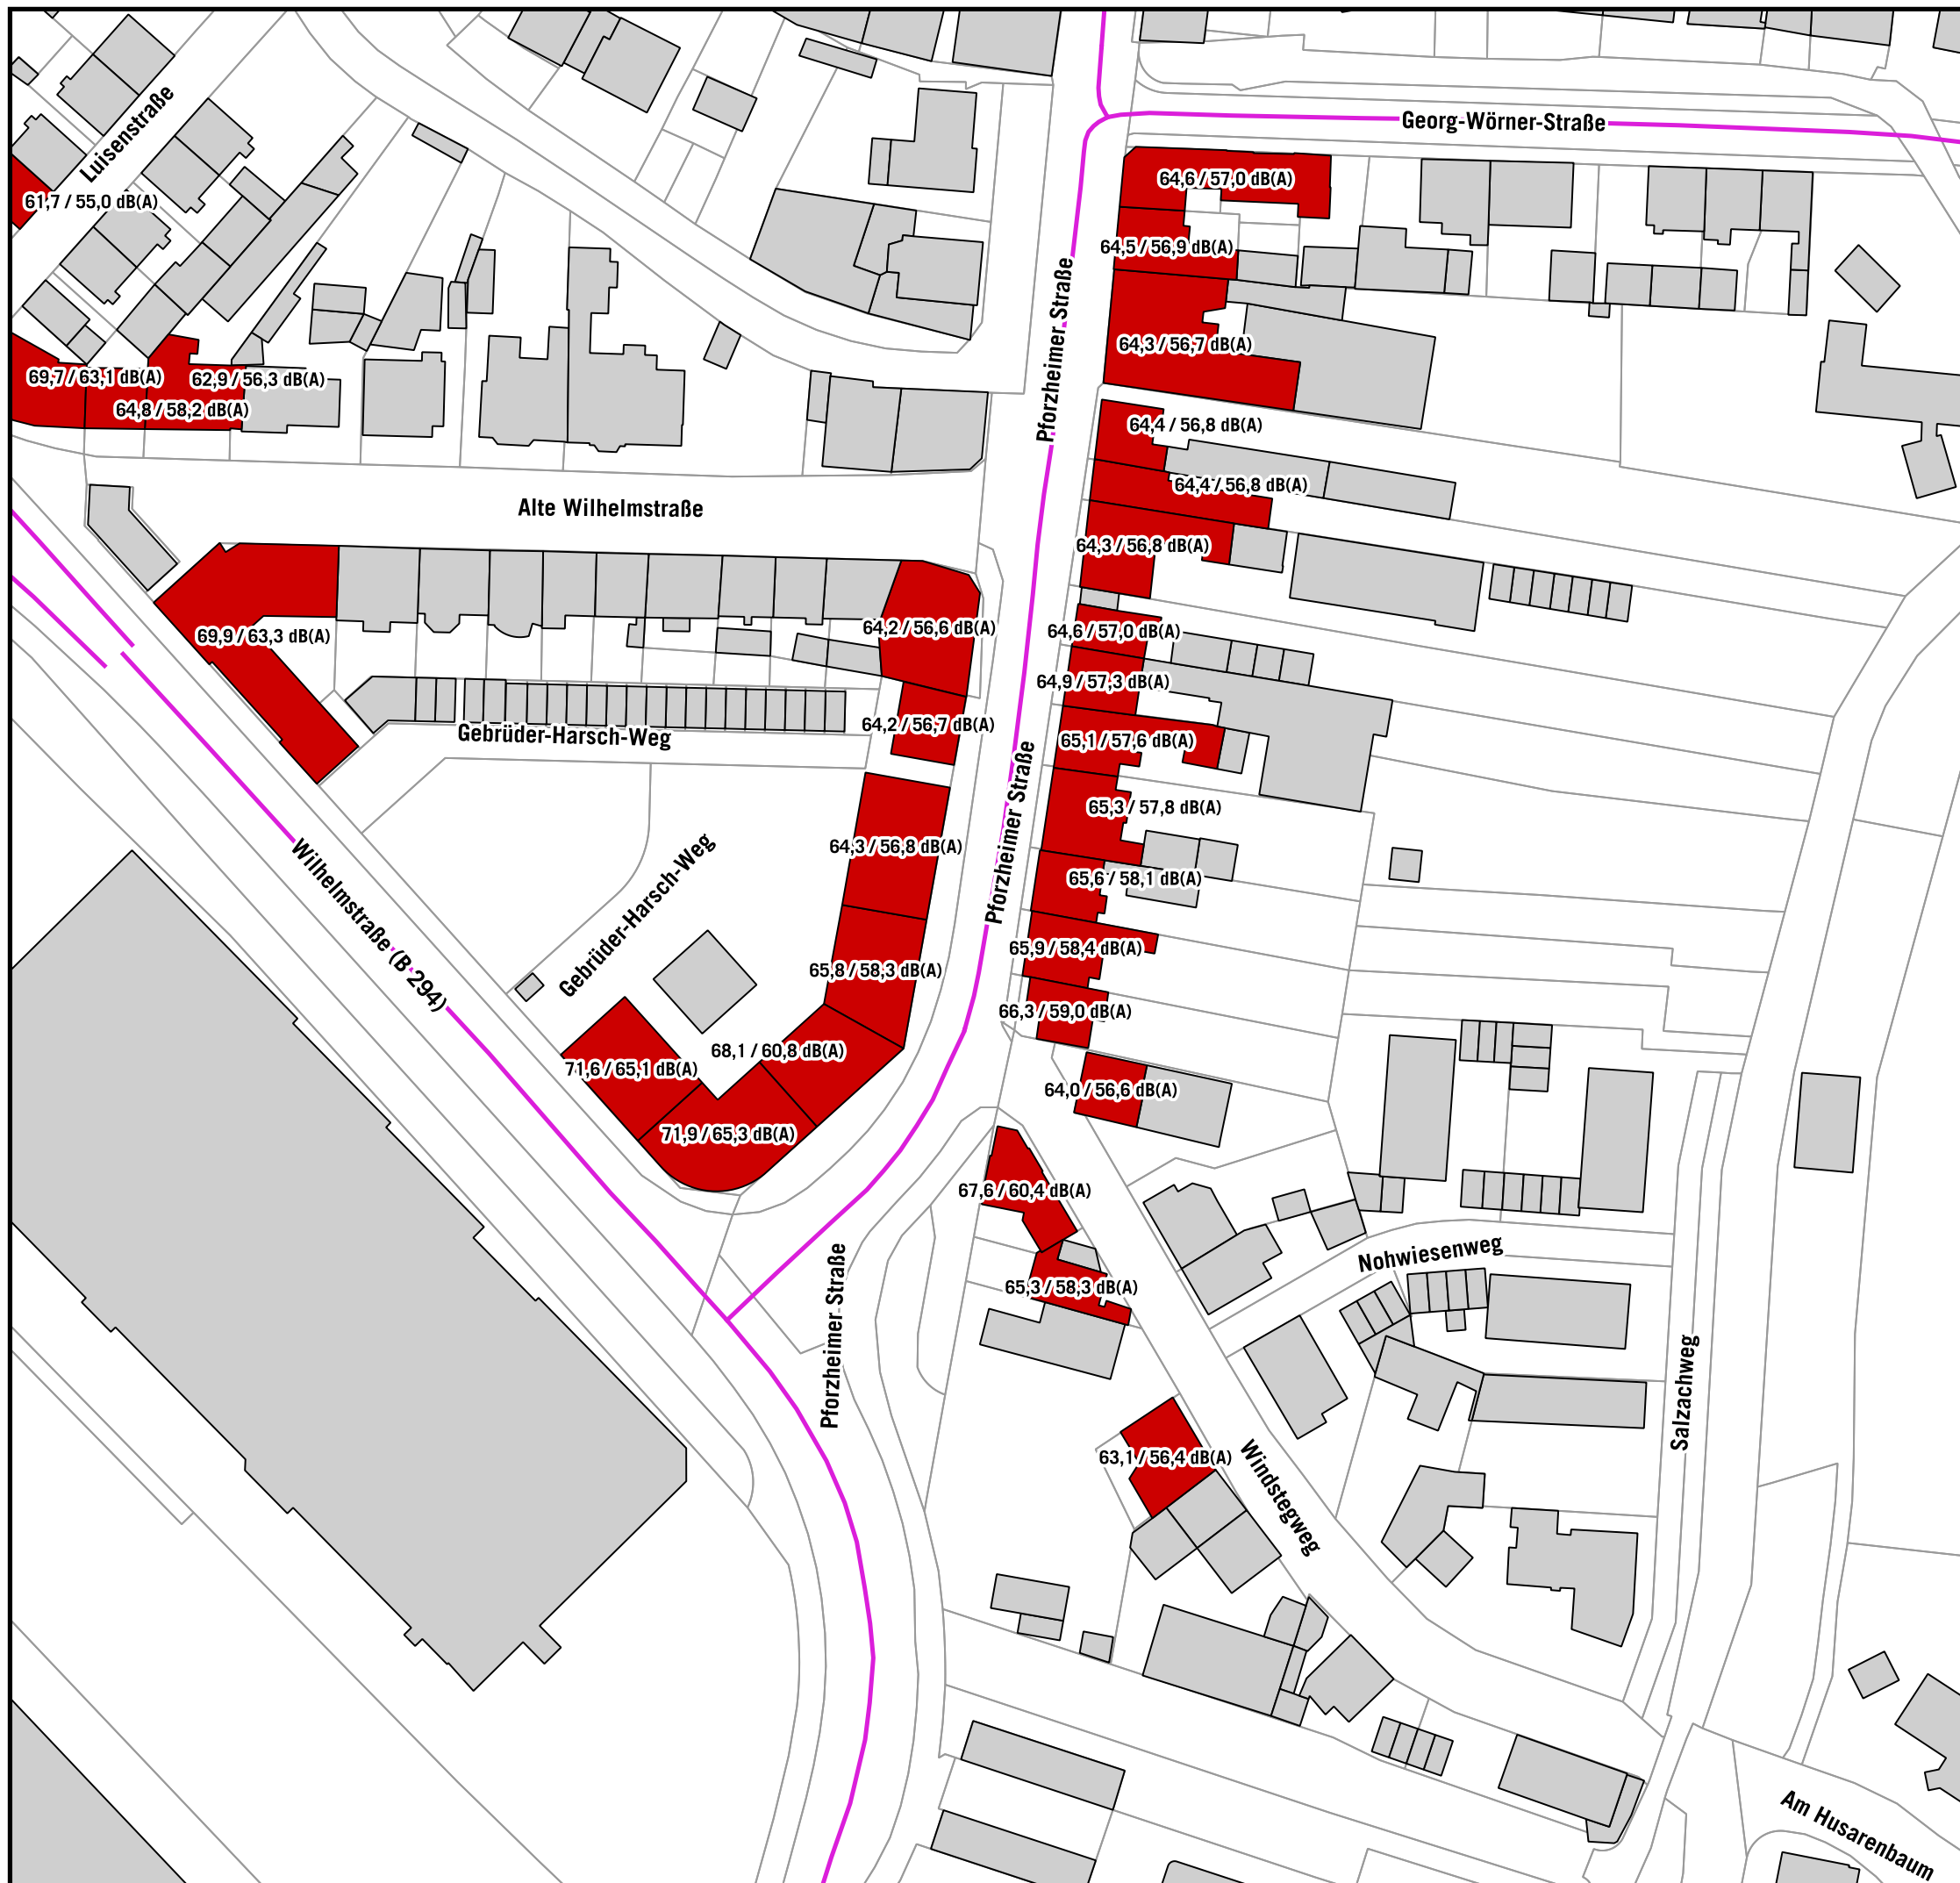 Georg-Wörner-Straße
Luisenstraße
64,6 / 57,0 dB(A)
61,7 / 55,0 dB(A)
64,5 / 56,9 dB(A)
Pforzheimer Straße
64,3 / 56,7 dB(A)
69,7 / 63,1 dB(A)
62,9 / 56,3 dB(A)
64,8 / 58,2 dB(A)
64,4 / 56,8 dB(A)
64,4 / 56,8 dB(A)
Alte Wilhelmstraße
64,3 / 56,8 dB(A)
69,9 / 63,3 dB(A)
64,2 / 56,6 dB(A)
64,6 / 57,0 dB(A)
64,9 / 57,3 dB(A)
64,2 / 56,7 dB(A)
Gebrüder-Harsch-Weg
65,1 / 57,6 dB(A)
Pforzheimer Straße
65,3 / 57,8 dB(A)
64,3 / 56,8 dB(A)
65,6 / 58,1 dB(A)
Wilhelmstraße (B 294)
Gebrüder-Harsch-Weg
65,9 / 58,4 dB(A)
65,8 / 58,3 dB(A)
66,3 / 59,0 dB(A)
68,1 / 60,8 dB(A)
71,6 / 65,1 dB(A)
64,0 / 56,6 dB(A)
71,9 / 65,3 dB(A)
67,6 / 60,4 dB(A)
Nohwiesenweg
65,3 / 58,3 dB(A)
Pforzheimer Straße
Salzachweg
63,1 / 56,4 dB(A)
Windstegweg
Am Husarenbaum